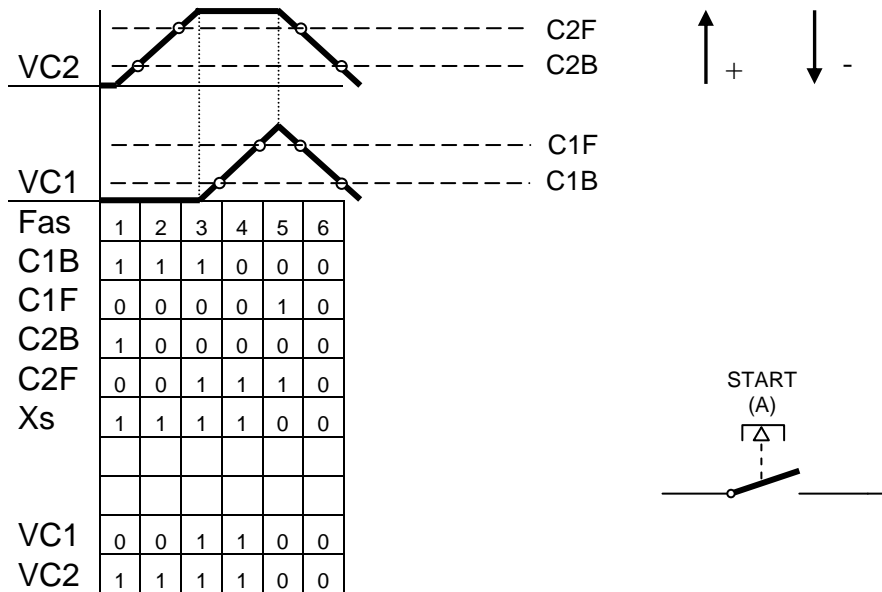 C2F
+ -
VC2 C2B
C1F
VC1 C1B
Fas 1 2 3 4 5 6
C1B 1 1 1 0 0 0
C1F 0 0 0 0 1 0
C2B 1 0 0 0 0 0
C2F 0 0 1 1 1 0
Xs 1 1 1 1 0 0
VC1 0 0 1 1 0 0
VC2 1 1 1 1 0 0
START
(A)